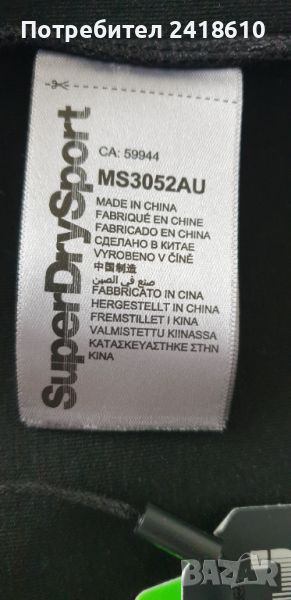 Потребител 2418610
SuperDrySport
CA: 59944
MS3052AU
MADE IN CHINA
FABRIQUÉ EN CHINE
FABRICADO EN CHINA
СДЕЛАНО В КИТАЕ
VYROBENO V ČÍNĚ
中国制造
صنع في الصين
FABBRICATO IN CINA
HERGESTELLT IN CHINA
FREMSTILLET I KINA
VALMISTETTU KIINASSA
ΚΑΤΑΣΚΕΥΑΣΤΗΚΕ ΣΤΗΝ
ΚΙΝΑ
BAZAR